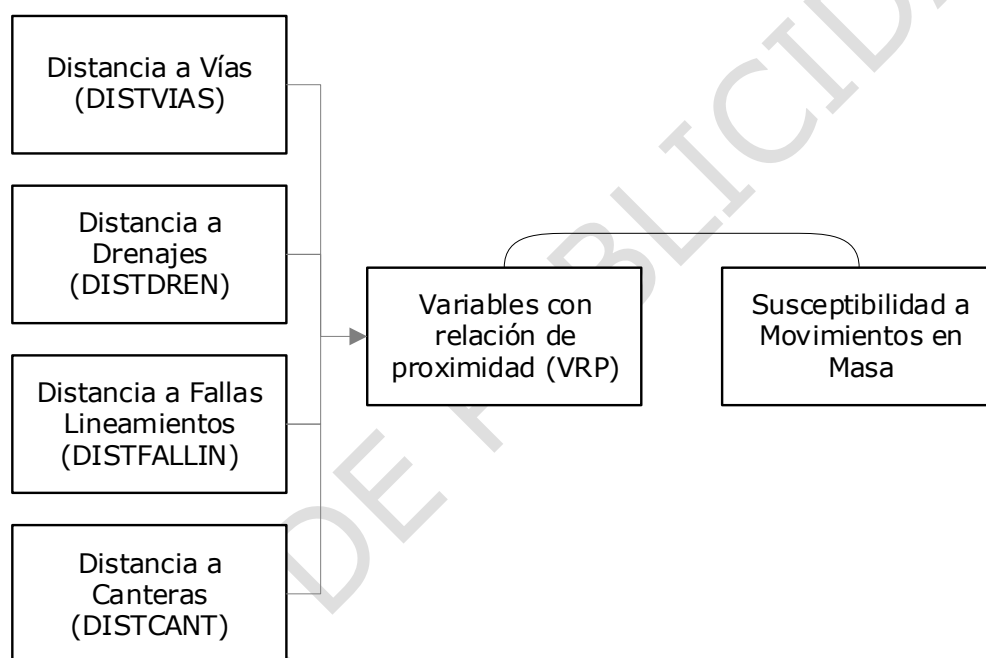 Distancia a Vías
(DISTVIAS)
Distancia a
Drenajes
(DISTDREN)
Distancia a Fallas
Lineamientos
(DISTFALLIN)
Distancia a
Canteras
(DISTCANT)
Variables con
relación de
proximidad (VRP)
Susceptibilidad a
Movimientos en
Masa